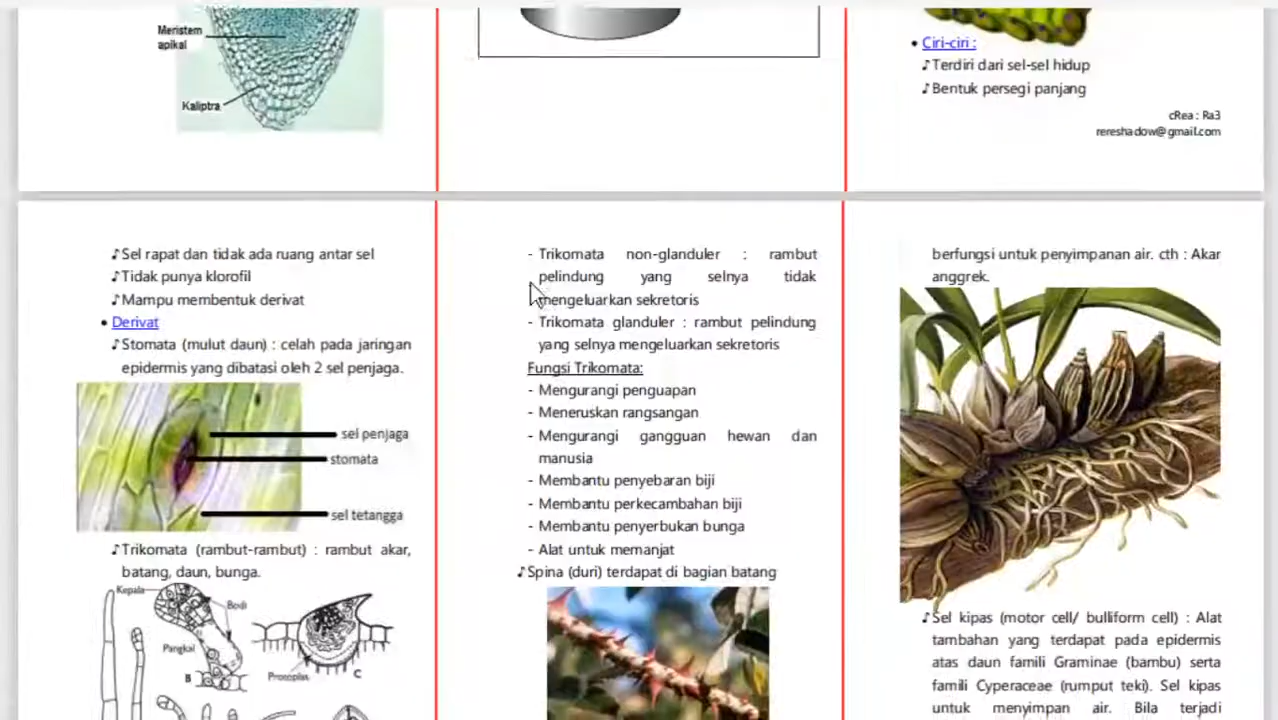 Meristem
apikal
Kaliptra
• Ciri-ciri :
♪Terdiri dari sel-sel hidup
♪Bentuk persegi panjang
cRea : Ra3
rereshadow@gmail.com
♪Sel rapat dan tidak ada ruang antar sel
♪Tidak punya klorofil
♪Mampu membentuk derivat
• Derivat
♪Stomata (mulut daun) : celah pada jaringan
epidermis yang dibatasi oleh 2 sel penjaga.
sel penjaga
stomata
sel tetangga
♪Trikomata (rambut-rambut) : rambut akar,
batang, daun, bunga.
Kepala
Bodi
Pangkal
B
Protoplas
C
- Trikomata non-glanduler : rambut
pelindung yang selnya tidak
mengeluarkan sekretoris
- Trikomata glanduler : rambut pelindung
yang selnya mengeluarkan sekretoris
Fungsi Trikomata:
- Mengurangi penguapan
- Meneruskan rangsangan
- Mengurangi gangguan hewan dan
manusia
- Membantu penyebaran biji
- Membantu perkecambahan biji
- Membantu penyerbukan bunga
- Alat untuk memanjat
♪Spina (duri) terdapat di bagian batang
berfungsi untuk penyimpanan air. cth : Akar
anggrek.
♪Sel kipas (motor cell/ bulliform cell) : Alat
tambahan yang terdapat pada epidermis
atas daun famili Graminae (bambu) serta
famili Cyperaceae (rumput teki). Sel kipas
untuk menyimpan air. Bila terjadi